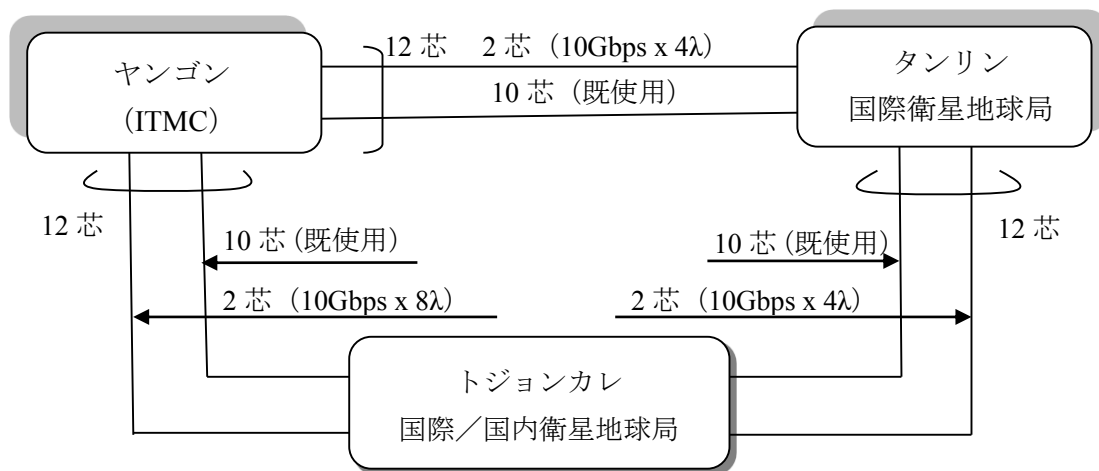 ヤンゴン
(ITMC)
12 芯 2 芯（10Gbps x 4λ）
10 芯（既使用）
タンリン
国際衛星地球局
12 芯
12 芯
10 芯(既使用)
10 芯(既使用)
2 芯（10Gbps x 8λ）
2 芯（10Gbps x 4λ）
トジョンカレ
国際／国内衛星地球局